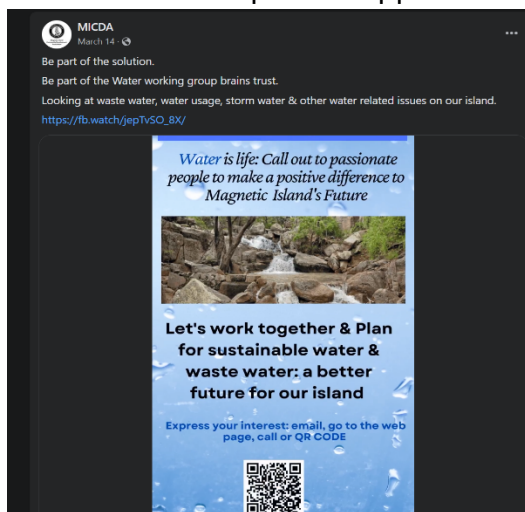 MICDA
March 14 ·
Be part of the solution.
Be part of the Water working group brains trust.
Looking at waste water, water usage, storm water & other water related issues on our island.
https://fb.watch/jepTvSO_8X/
Water is life: Call out to passionate
people to make a positive difference to
Magnetic Island's Future
Let's work together & Plan
for sustainable water &
waste water: a better
future for our island
Express your interest: email, go to the web
page, call or QR CODE